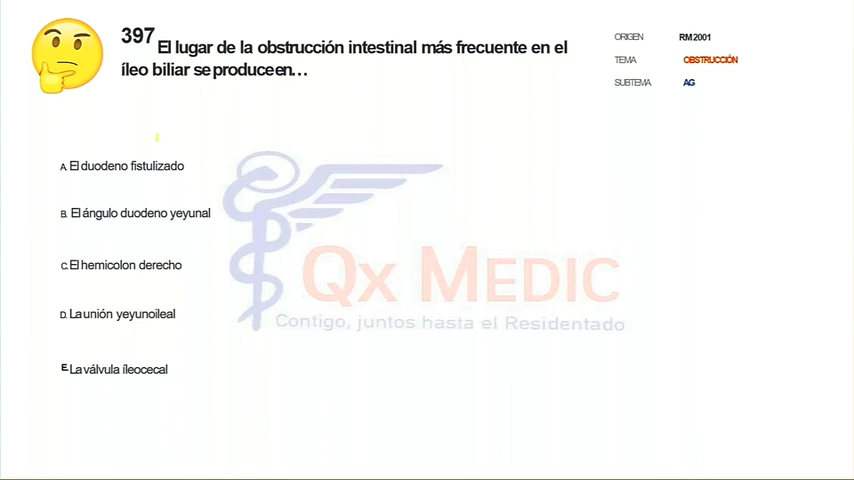 397 El lugar de la obstrucción intestinal más frecuente en el
íleo biliar se produce en…
ORIGEN RM 2001
TEMA OBSTRUCCIÓN
SUBTEMA AG
A. El duodeno fistulizado
B. El ángulo duodeno yeyunal
C. El hemicolon derecho
D. La unión yeyunoileal
E. La válvula íleocecal
Qx MEDIC
Contigo, juntos hasta el Residentado